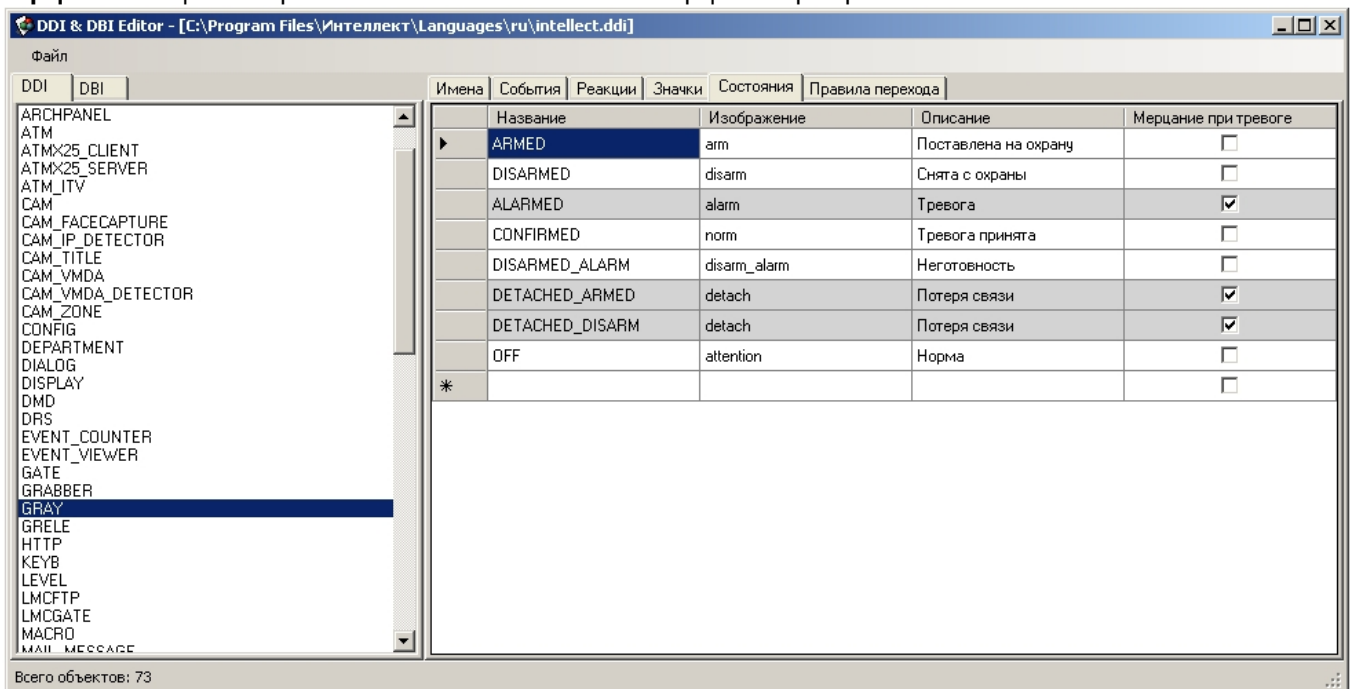 DDI & DBI Editor - [C:\Program Files\Интеллект\Languages\ru\intellect.ddi]
Файл
DDI DBI
ARCHPANEL
ATM
ATMX25_CLIENT
ATMX25_SERVER
ATM_ITV
CAM
CAM_FACECAPTURE
CAM_IP_DETECTOR
CAM_TITLE
CAM_VMDA
CAM_VMDA_DETECTOR
CAM_ZONE
CONFIG
DEPARTMENT
DIALOG
DISPLAY
DMD
DRS
EVENT_COUNTER
EVENT_VIEWER
GATE
GRABBER
GRAY
GRELE
HTTP
KEYB
LEVEL
LMCFTP
LMCGATE
MACRO
MAIL_MESSAGE
Имена События Реакции Значки Состояния Правила перехода
Название Изображение Описание Мерцание при тревоге
ARMED arm Поставлена на охрану
DISARMED disarm Снята с охраны
ALARMED alarm Тревога
CONFIRMED norm Тревога принята
DISARMED_ALARM disarm_alarm Неготовность
DETACHED_ARMED detach Потеря связи
DETACHED_DISARM detach Потеря связи
OFF attention Норма
Всего объектов: 73